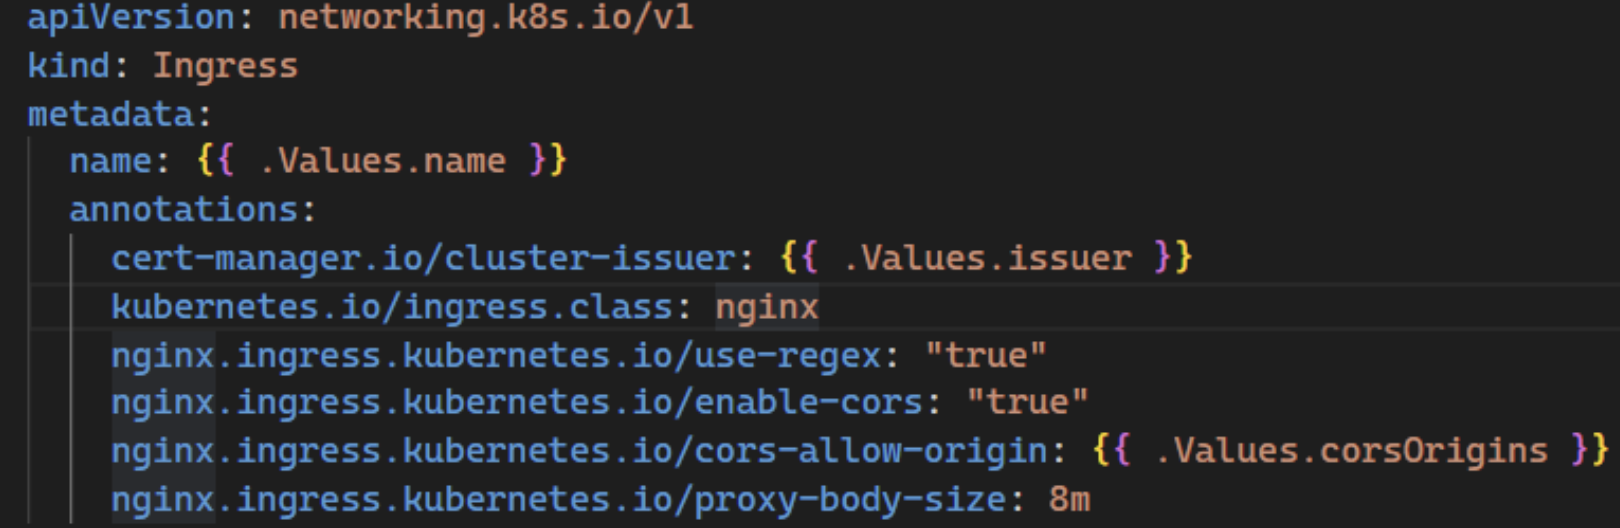 apiVersion: networking.k8s.io/v1
kind: Ingress
metadata:
  name: {{ .Values.name }}
  annotations:
    cert-manager.io/cluster-issuer: {{ .Values.issuer }}
    kubernetes.io/ingress.class: nginx
    nginx.ingress.kubernetes.io/use-regex: "true"
    nginx.ingress.kubernetes.io/enable-cors: "true"
    nginx.ingress.kubernetes.io/cors-allow-origin: {{ .Values.corsOrigins }}
    nginx.ingress.kubernetes.io/proxy-body-size: 8m